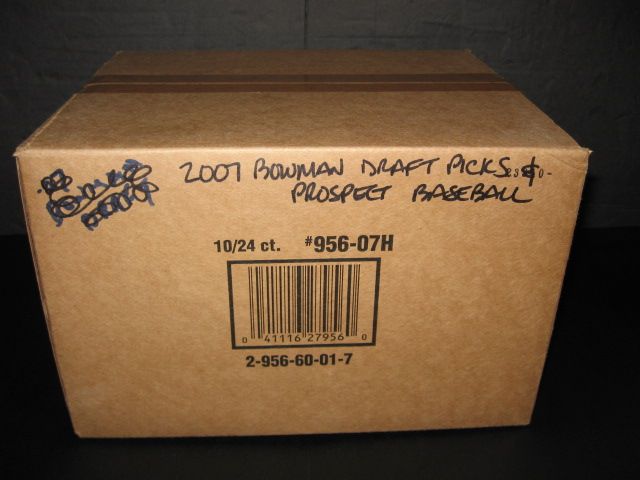 2007 BOWMAN DRAFT PICKS &
PROSPECT BASEBALL
10/24 ct. #956-07H
0 41116 27956 0
2-956-60-01-7